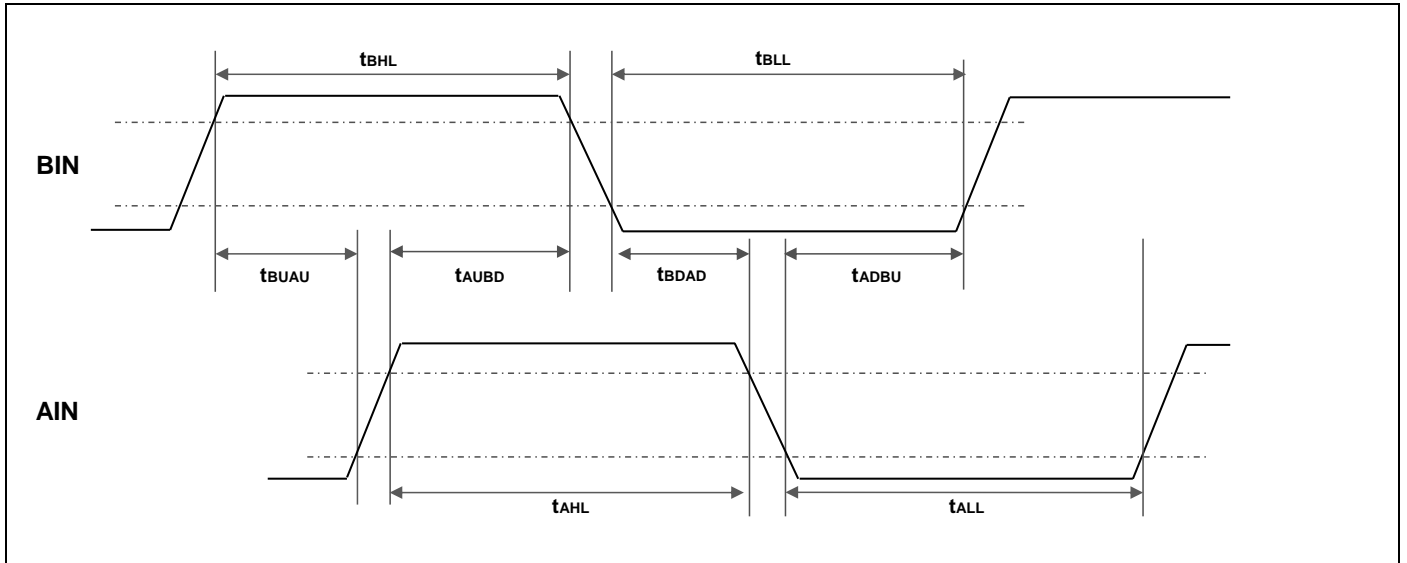 tBHL
tBLL
BIN
tBUAU
tAUBD
tBDAD
tADBU
AIN
tAHL
tALL